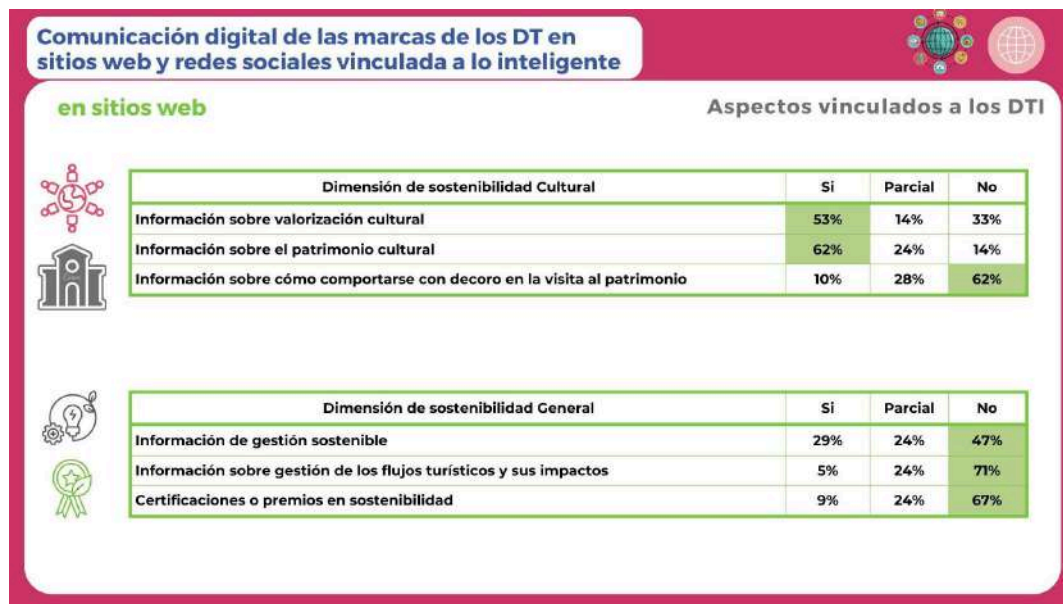 Comunicación digital de las marcas de los DT en
sitios web y redes sociales vinculada a lo inteligente
en sitios web
Aspectos vinculados a los DTI
Dimensión de sostenibilidad Cultural Si Parcial No
Información sobre valorización cultural 53% 14% 33%
Información sobre el patrimonio cultural 62% 24% 14%
Información sobre cómo comportarse con decoro en la visita al patrimonio 10% 28% 62%
Dimensión de sostenibilidad General Si Parcial No
Información de gestión sostenible 29% 24% 47%
Información sobre gestión de los flujos turísticos y sus impactos 5% 24% 71%
Certificaciones o premios en sostenibilidad 9% 24% 67%